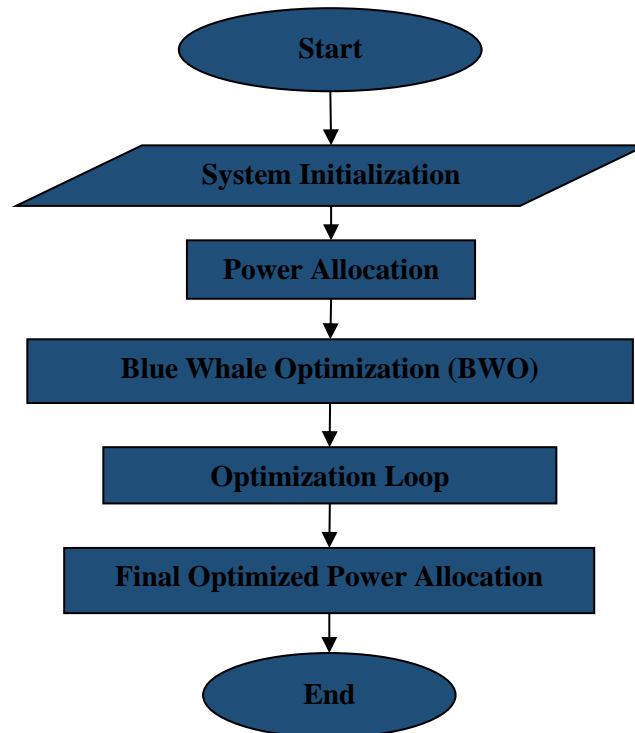 Start
System Initialization
Power Allocation
Blue Whale Optimization (BWO)
Optimization Loop
Final Optimized Power Allocation
End